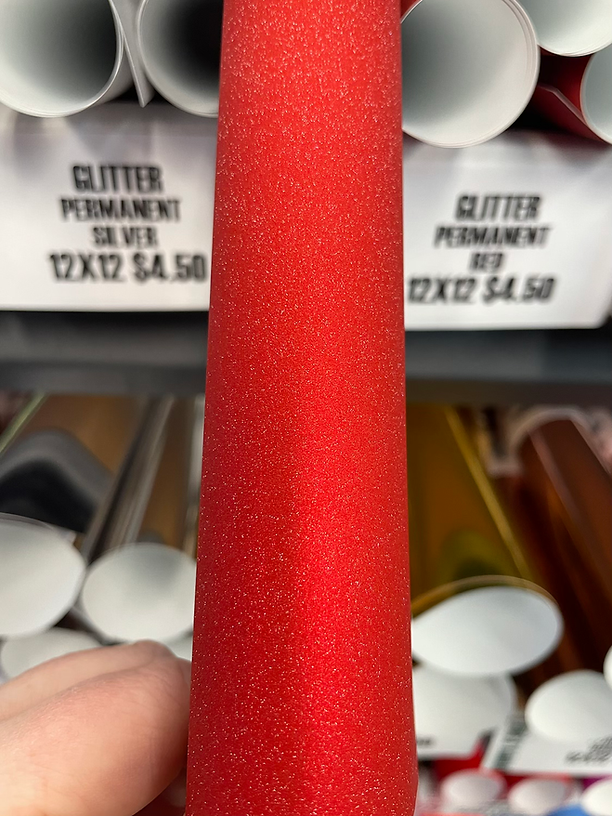 GLITTER
PERMANENT
SILVER
12X12 $4.50
GLITTER
PERMANENT
RED
12X12 $4.50